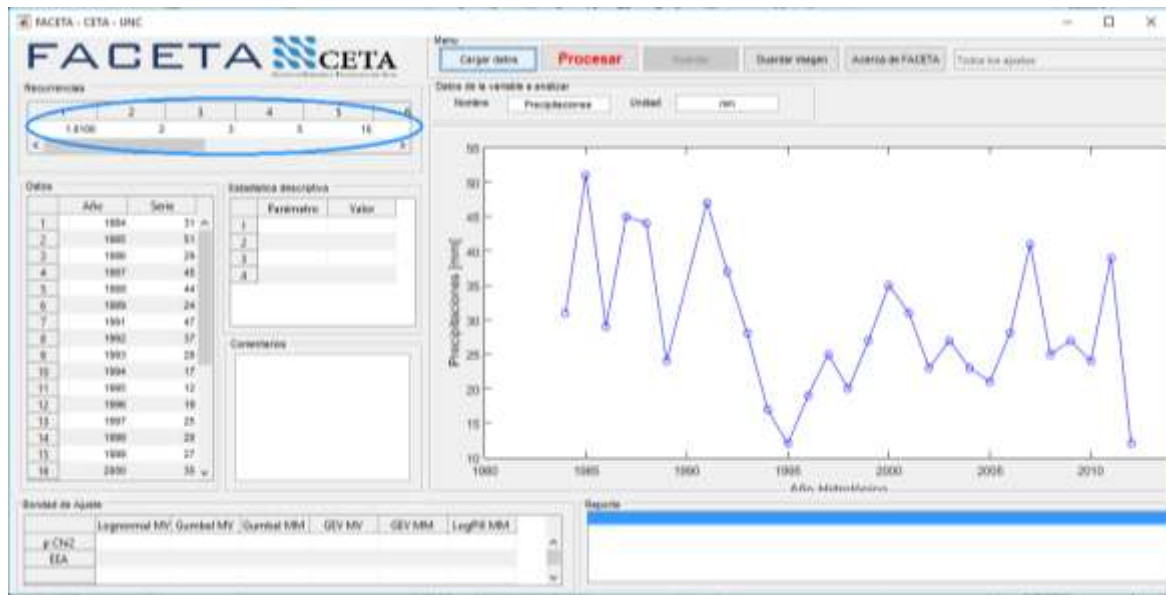 FACETA - CETA - UNC
FACETA CETA
Menu
Cargar datos Procesar Guardar imagen Acerca de FACETA Todos los ajustes
Datos de la variable a analizar
Nombre Precipitaciones Unidad mm
Recurrencias
1 2 3 4 5 6
1.0100 2 3 5 10
Datos
Año Serie
1 1984 31
2 1985 51
3 1986 29
4 1987 45
5 1988 44
6 1989 24
7 1991 47
8 1992 37
9 1993 28
10 1994 17
11 1995 12
12 1996 19
13 1997 25
14 1998 20
15 1999 27
16 2000 35
Estadística descriptiva
Parámetro Valor
1
2
3
4
Comentarios
Precipitaciones [mm]
55
50
45
40
35
30
25
20
15
10
1980 1985 1990 1995 2000 2005 2010
Año Hidrológico
Bondad de Ajuste
Lognormal MV Gumbel MV Gumbel MM GEV MV GEV MM LogPIII MM
p Chi2
EEA
Reporte